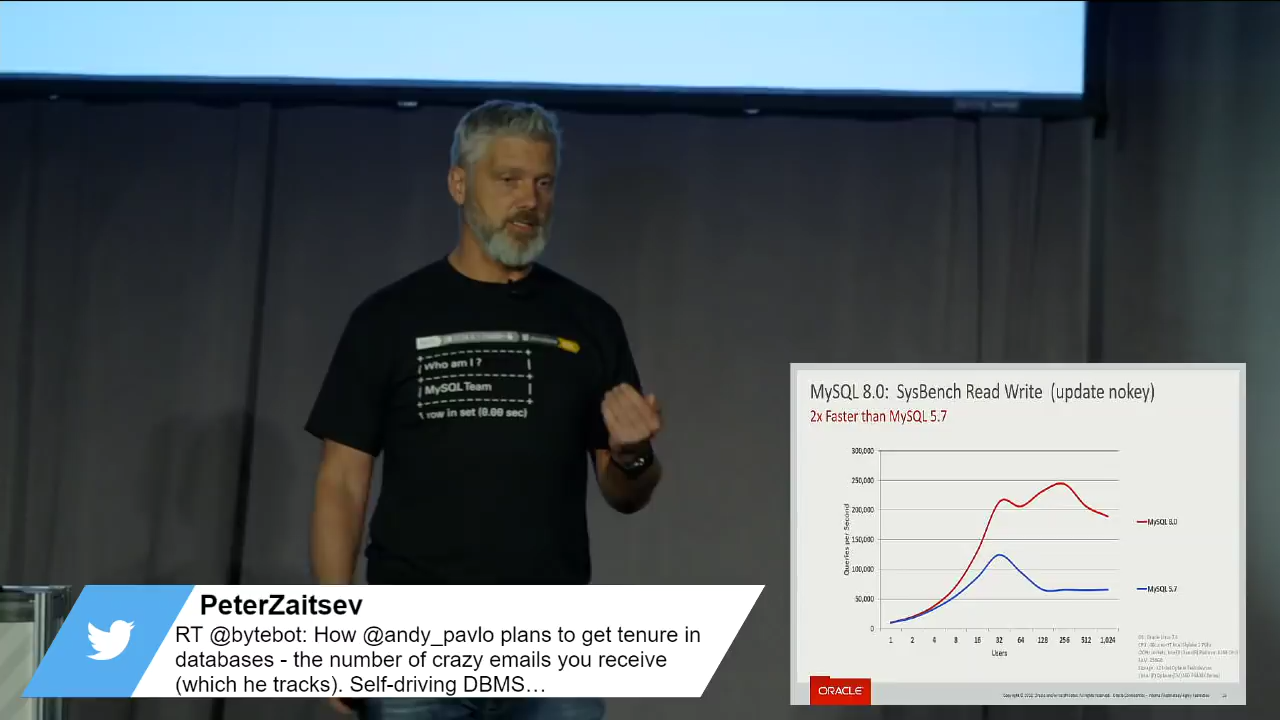 Who am I ?
MySQL Team
1 row in set (0.00 sec)
MySQL 8.0: SysBench Read Write (update nokey)
2x Faster than MySQL 5.7
300,000
250,000
200,000
150,000
100,000
50,000
0
Queries per Second
1 2 4 8 16 32 64 128 256 512 1,024
Users
MySQL 8.0
MySQL 5.7
ORACLE
PeterZaitsev
RT @bytebot: How @andy_pavlo plans to get tenure in
databases - the number of crazy emails you receive
(which he tracks). Self-driving DBMS…